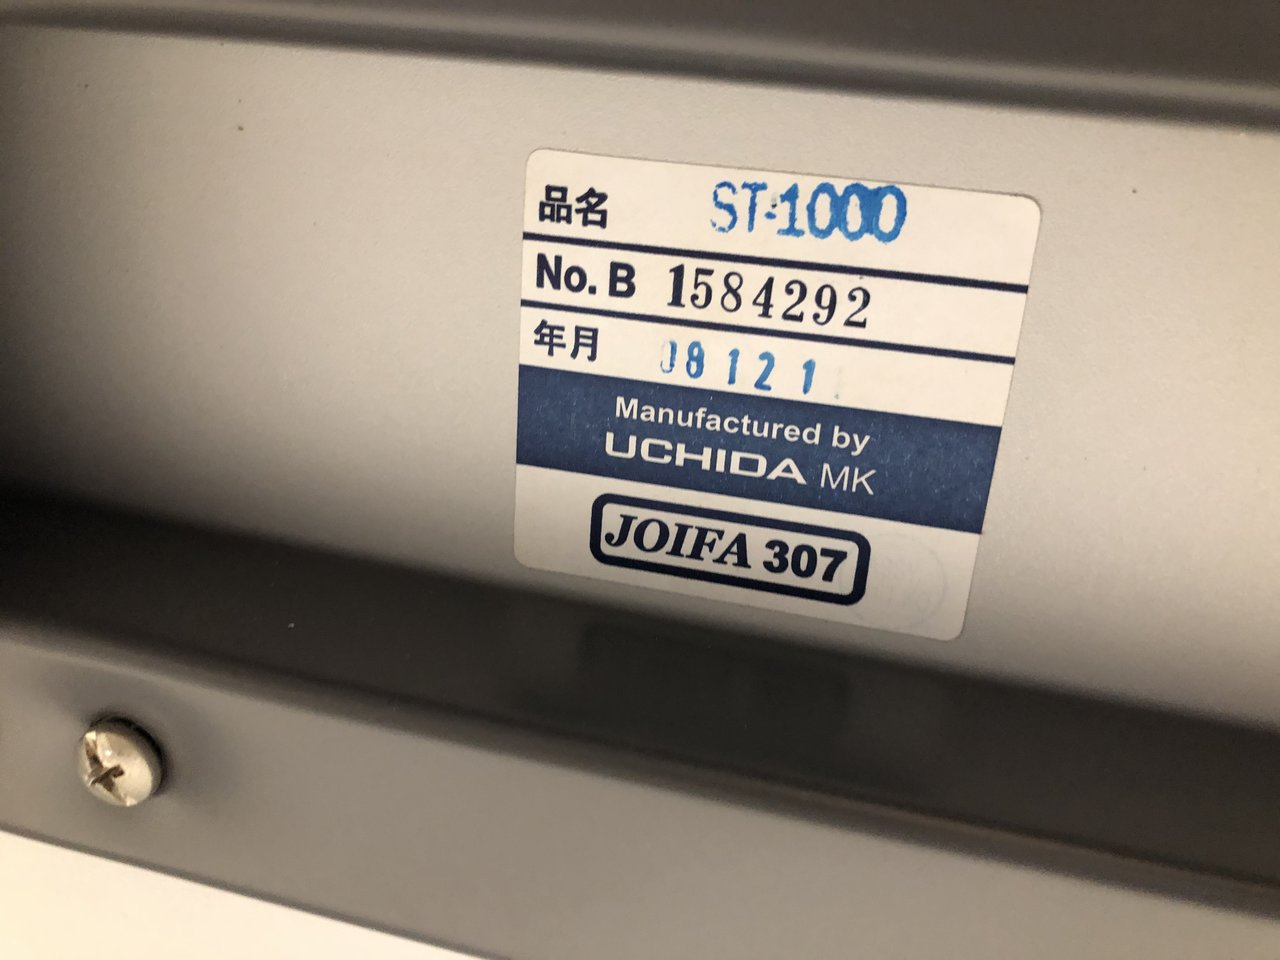 品名 ST-1000
No. B 1584292
年月 08121
Manufactured by
UCHIDA MK
JOIFA 307